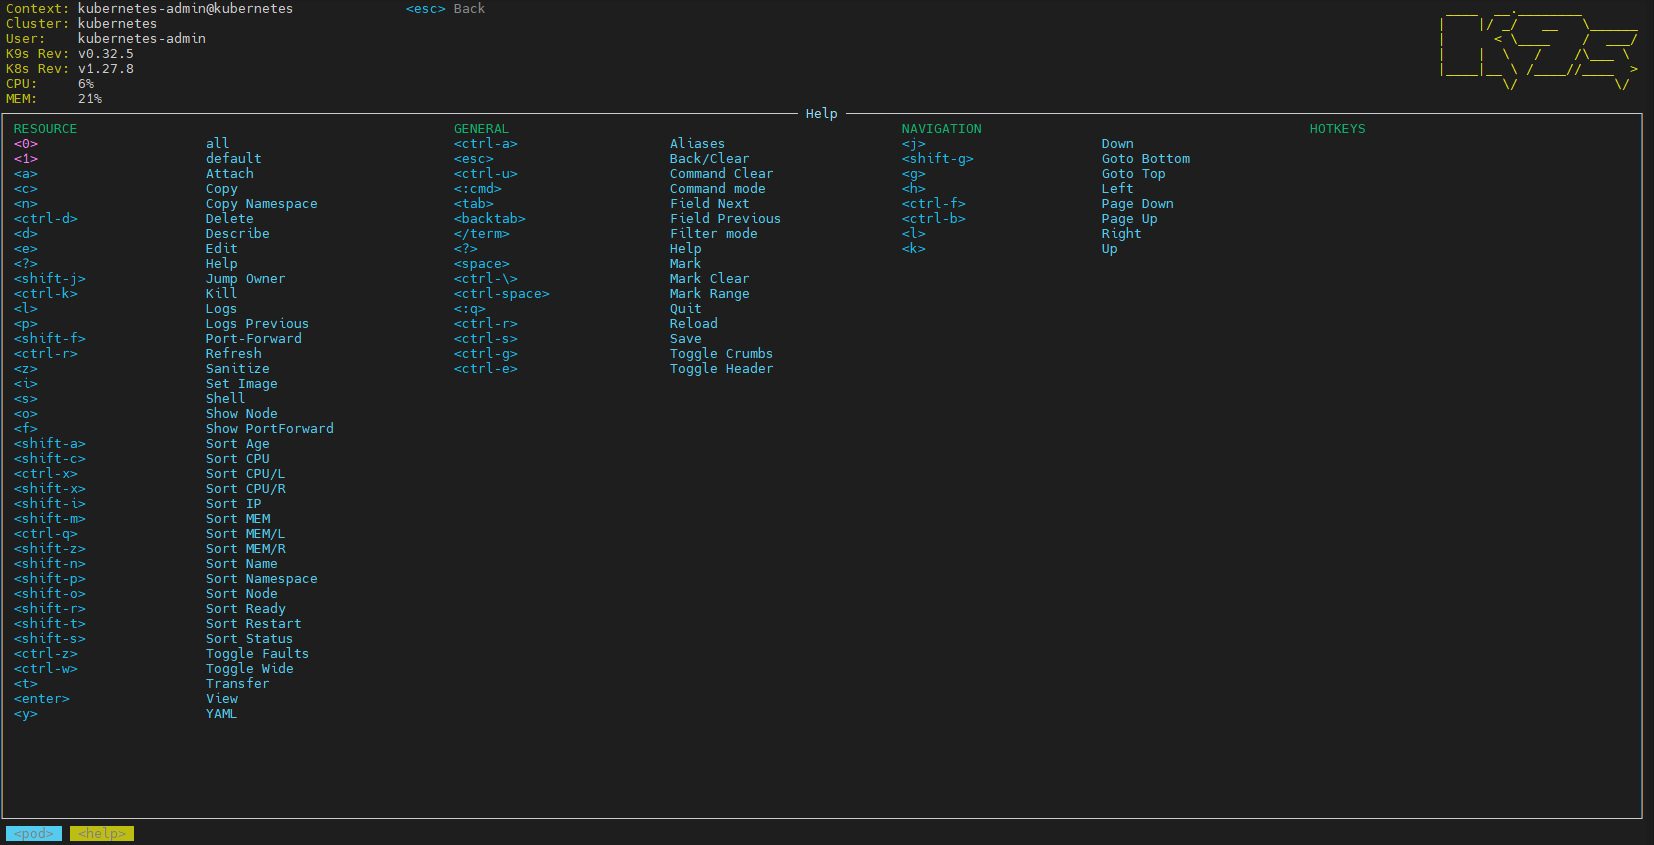 Context: kubernetes-admin@kubernetes <esc> Back
Cluster: kubernetes
User: kubernetes-admin
K9s Rev: v0.32.5
K8s Rev: v1.27.8
CPU: 6%
MEM: 21%
Help
RESOURCE GENERAL NAVIGATION HOTKEYS
<0> all <ctrl-a> Aliases <j> Down
<1> default <esc> Back/Clear <shift-g> Goto Bottom
<a> Attach <ctrl-u> Command Clear <g> Goto Top
<c> Copy <:cmd> Command mode <h> Left
<n> Copy Namespace <tab> Field Next <ctrl-f> Page Down
<ctrl-d> Delete <backtab> Field Previous <ctrl-b> Page Up
<d> Describe </term> Filter mode <l> Right
<e> Edit <?> Help <k> Up
<?> Help <space> Mark
<shift-j> Jump Owner <ctrl-\> Mark Clear
<ctrl-k> Kill <ctrl-space> Mark Range
<l> Logs <:q> Quit
<p> Logs Previous <ctrl-r> Reload
<shift-f> Port-Forward <ctrl-s> Save
<ctrl-r> Refresh <ctrl-g> Toggle Crumbs
<z> Sanitize <ctrl-e> Toggle Header
<i> Set Image
<s> Shell
<o> Show Node
<f> Show PortForward
<shift-a> Sort Age
<shift-c> Sort CPU
<ctrl-x> Sort CPU/L
<shift-x> Sort CPU/R
<shift-i> Sort IP
<shift-m> Sort MEM
<ctrl-q> Sort MEM/L
<shift-z> Sort MEM/R
<shift-n> Sort Name
<shift-p> Sort Namespace
<shift-o> Sort Node
<shift-r> Sort Ready
<shift-t> Sort Restart
<shift-s> Sort Status
<ctrl-z> Toggle Faults
<ctrl-w> Toggle Wide
<t> Transfer
<enter> View
<y> YAML
<pod> <help>